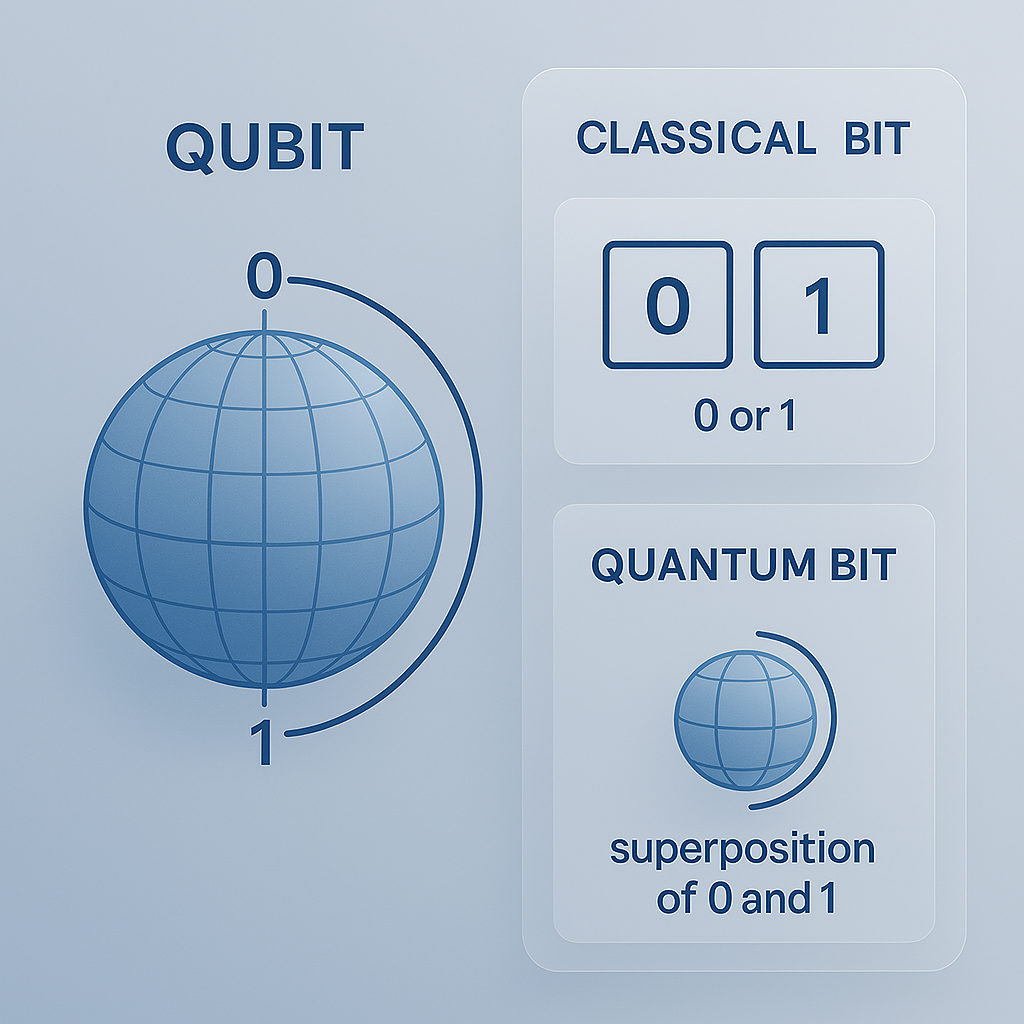 QUBIT
0
1
CLASSICAL BIT
0 1
0 or 1
QUANTUM BIT
superposition
of 0 and 1